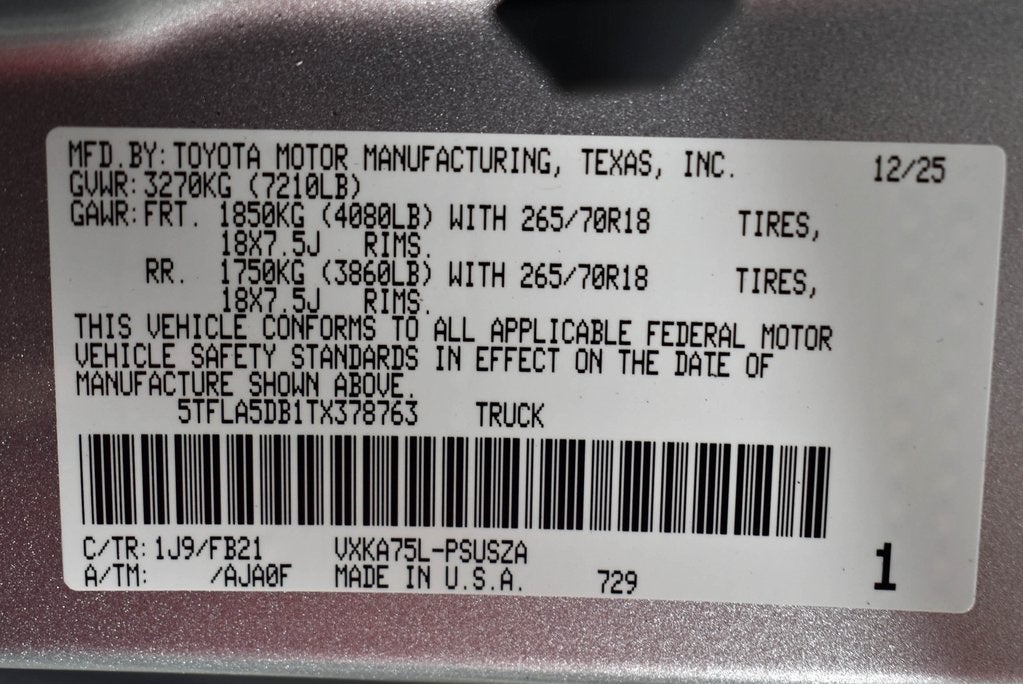 MFD.BY: TOYOTA MOTOR MANUFACTURING, TEXAS, INC. 12/25
GVWR: 3270KG (7210LB)
GAWR: FRT. 1850KG (4080LB) WITH 265/70R18 TIRES,
18X7.5J RIMS.
RR. 1750KG (3860LB) WITH 265/70R18 TIRES,
18X7.5J RIMS.
THIS VEHICLE CONFORMS TO ALL APPLICABLE FEDERAL MOTOR
VEHICLE SAFETY STANDARDS IN EFFECT ON THE DATE OF
MANUFACTURE SHOWN ABOVE.
5TFLA5DB1TX378763 TRUCK
C/TR: 1J9/FB21 VXKA75L-PSUSZA
A/TM: /AJA0F MADE IN U.S.A. 729 1